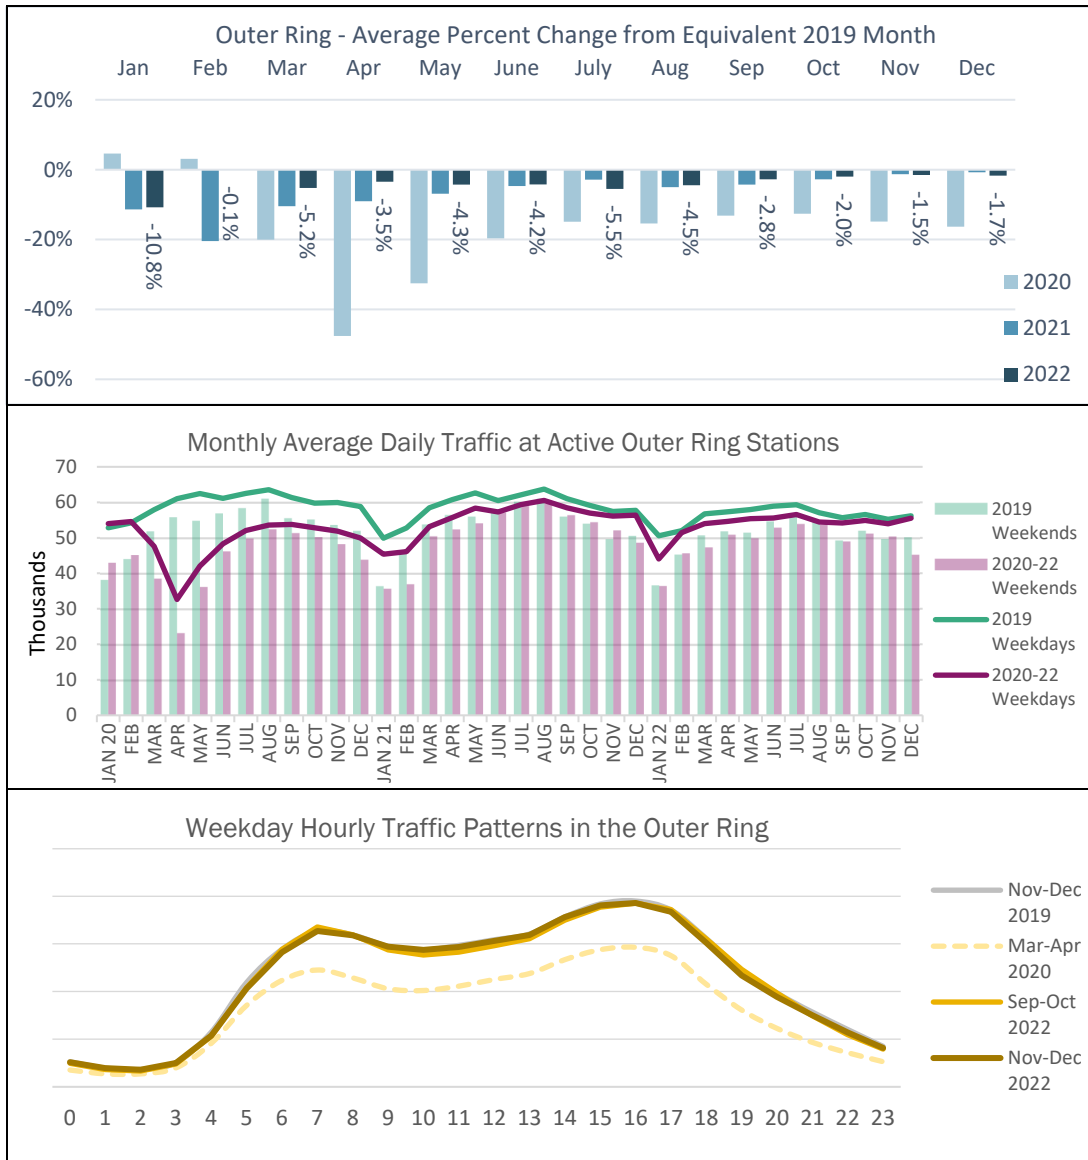 Outer Ring - Average Percent Change from Equivalent 2019 Month
Jan Feb Mar Apr May June July Aug Sep Oct Nov Dec
20%
0%
-20%
-40%
-60%
-10.8% -0.1% -5.2% -3.5% -4.3% -4.2% -5.5% -4.5% -2.8% -2.0% -1.5% -1.7%
2020
2021
2022
Monthly Average Daily Traffic at Active Outer Ring Stations
Thousands
70
60
50
40
30
20
10
0
JAN 20 FEB MAR APR MAY JUN JUL AUG SEP OCT NOV DEC JAN 21 FEB MAR APR MAY JUN JUL AUG SEP OCT NOV DEC JAN 22 FEB MAR APR MAY JUN JUL AUG SEP OCT NOV DEC
2019
Weekends
2020-22
Weekends
2019
Weekdays
2020-22
Weekdays
Weekday Hourly Traffic Patterns in the Outer Ring
0 1 2 3 4 5 6 7 8 9 10 11 12 13 14 15 16 17 18 19 20 21 22 23
Nov-Dec
2019
Mar-Apr
2020
Sep-Oct
2022
Nov-Dec
2022